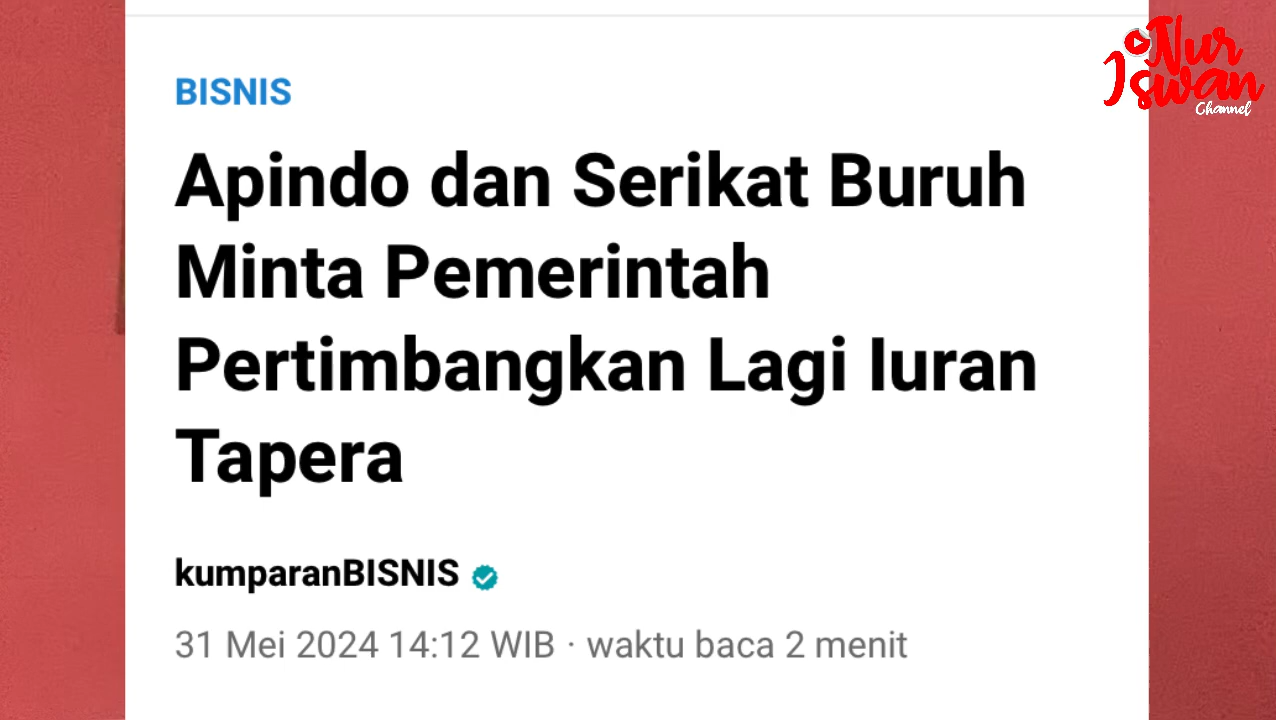 BISNIS
Apindo dan Serikat Buruh
Minta Pemerintah
Pertimbangkan Lagi Iuran
Tapera
kumparanBISNIS
31 Mei 2024 14:12 WIB · waktu baca 2 menit
Nur
Iswan
Channel